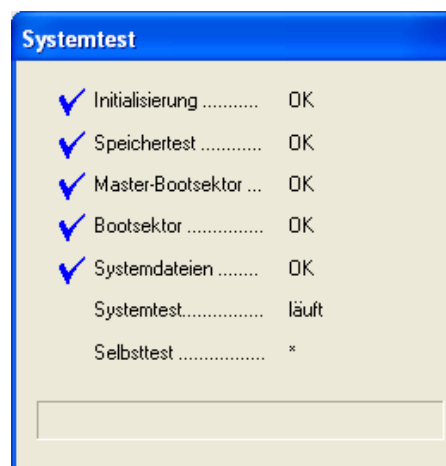 Systemtest
Initialisierung ........... OK
Speichertest ............ OK
Master-Bootsektor ... OK
Bootsektor ............... OK
Systemdateien ........ OK
Systemtest................ läuft
Selbsttest ................. *